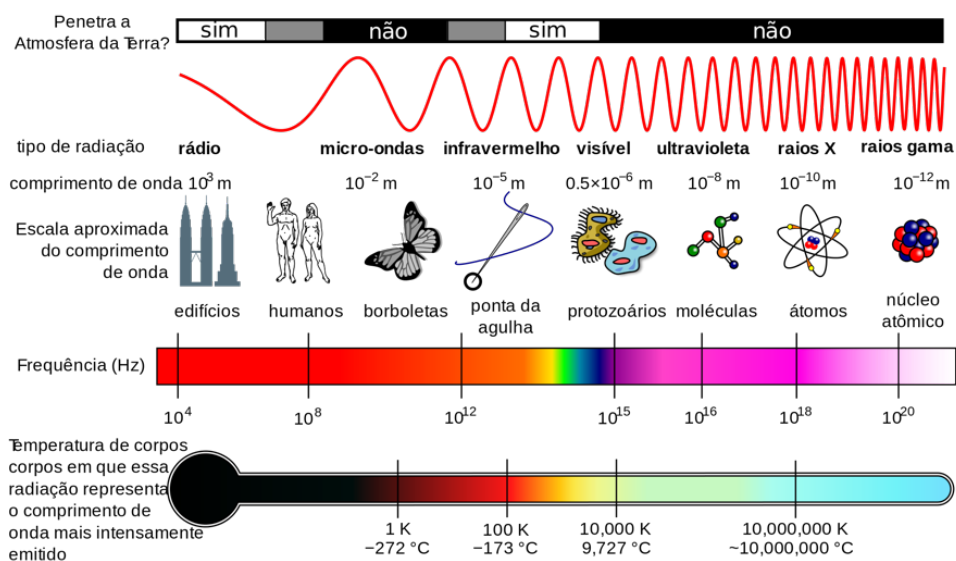 Penetra a
Atmosfera da Terra?
sim não sim não
tipo de radiação rádio micro-ondas infravermelho visível ultravioleta raios X raios gama
comprimento de onda 10³ m 10⁻² m 10⁻⁵ m 0.5×10⁻⁶ m 10⁻⁸ m 10⁻¹⁰ m 10⁻¹² m
Escala aproximada
do comprimento
de onda
edifícios humanos borboletas ponta da agulha protozoários moléculas átomos núcleo atômico
Frequência (Hz)
10⁴ 10⁸ 10¹² 10¹⁵ 10¹⁶ 10¹⁸ 10²⁰
Temperatura de corpos
corpos em que essa
radiação representa
o comprimento de
onda mais intensamente
emitido
1 K 100 K 10,000 K 10,000,000 K
−272 °C −173 °C 9,727 °C ~10,000,000 °C